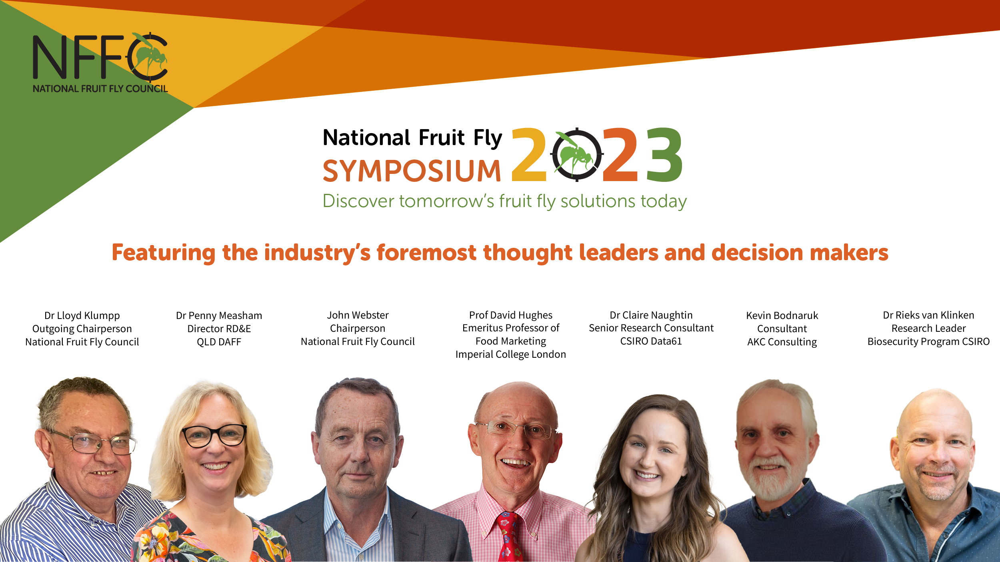 NFFC
NATIONAL FRUIT FLY COUNCIL
National Fruit Fly
SYMPOSIUM 2023
Discover tomorrow's fruit fly solutions today
Featuring the industry's foremost thought leaders and decision makers
Dr Lloyd Klumpp
Outgoing Chairperson
National Fruit Fly Council
Dr Penny Measham
Director RD&E
QLD DAFF
John Webster
Chairperson
National Fruit Fly Council
Prof David Hughes
Emeritus Professor of
Food Marketing
Imperial College London
Dr Claire Naughtin
Senior Research Consultant
CSIRO Data61
Kevin Bodnaruk
Consultant
AKC Consulting
Dr Rieks van Klinken
Research Leader
Biosecurity Program CSIRO